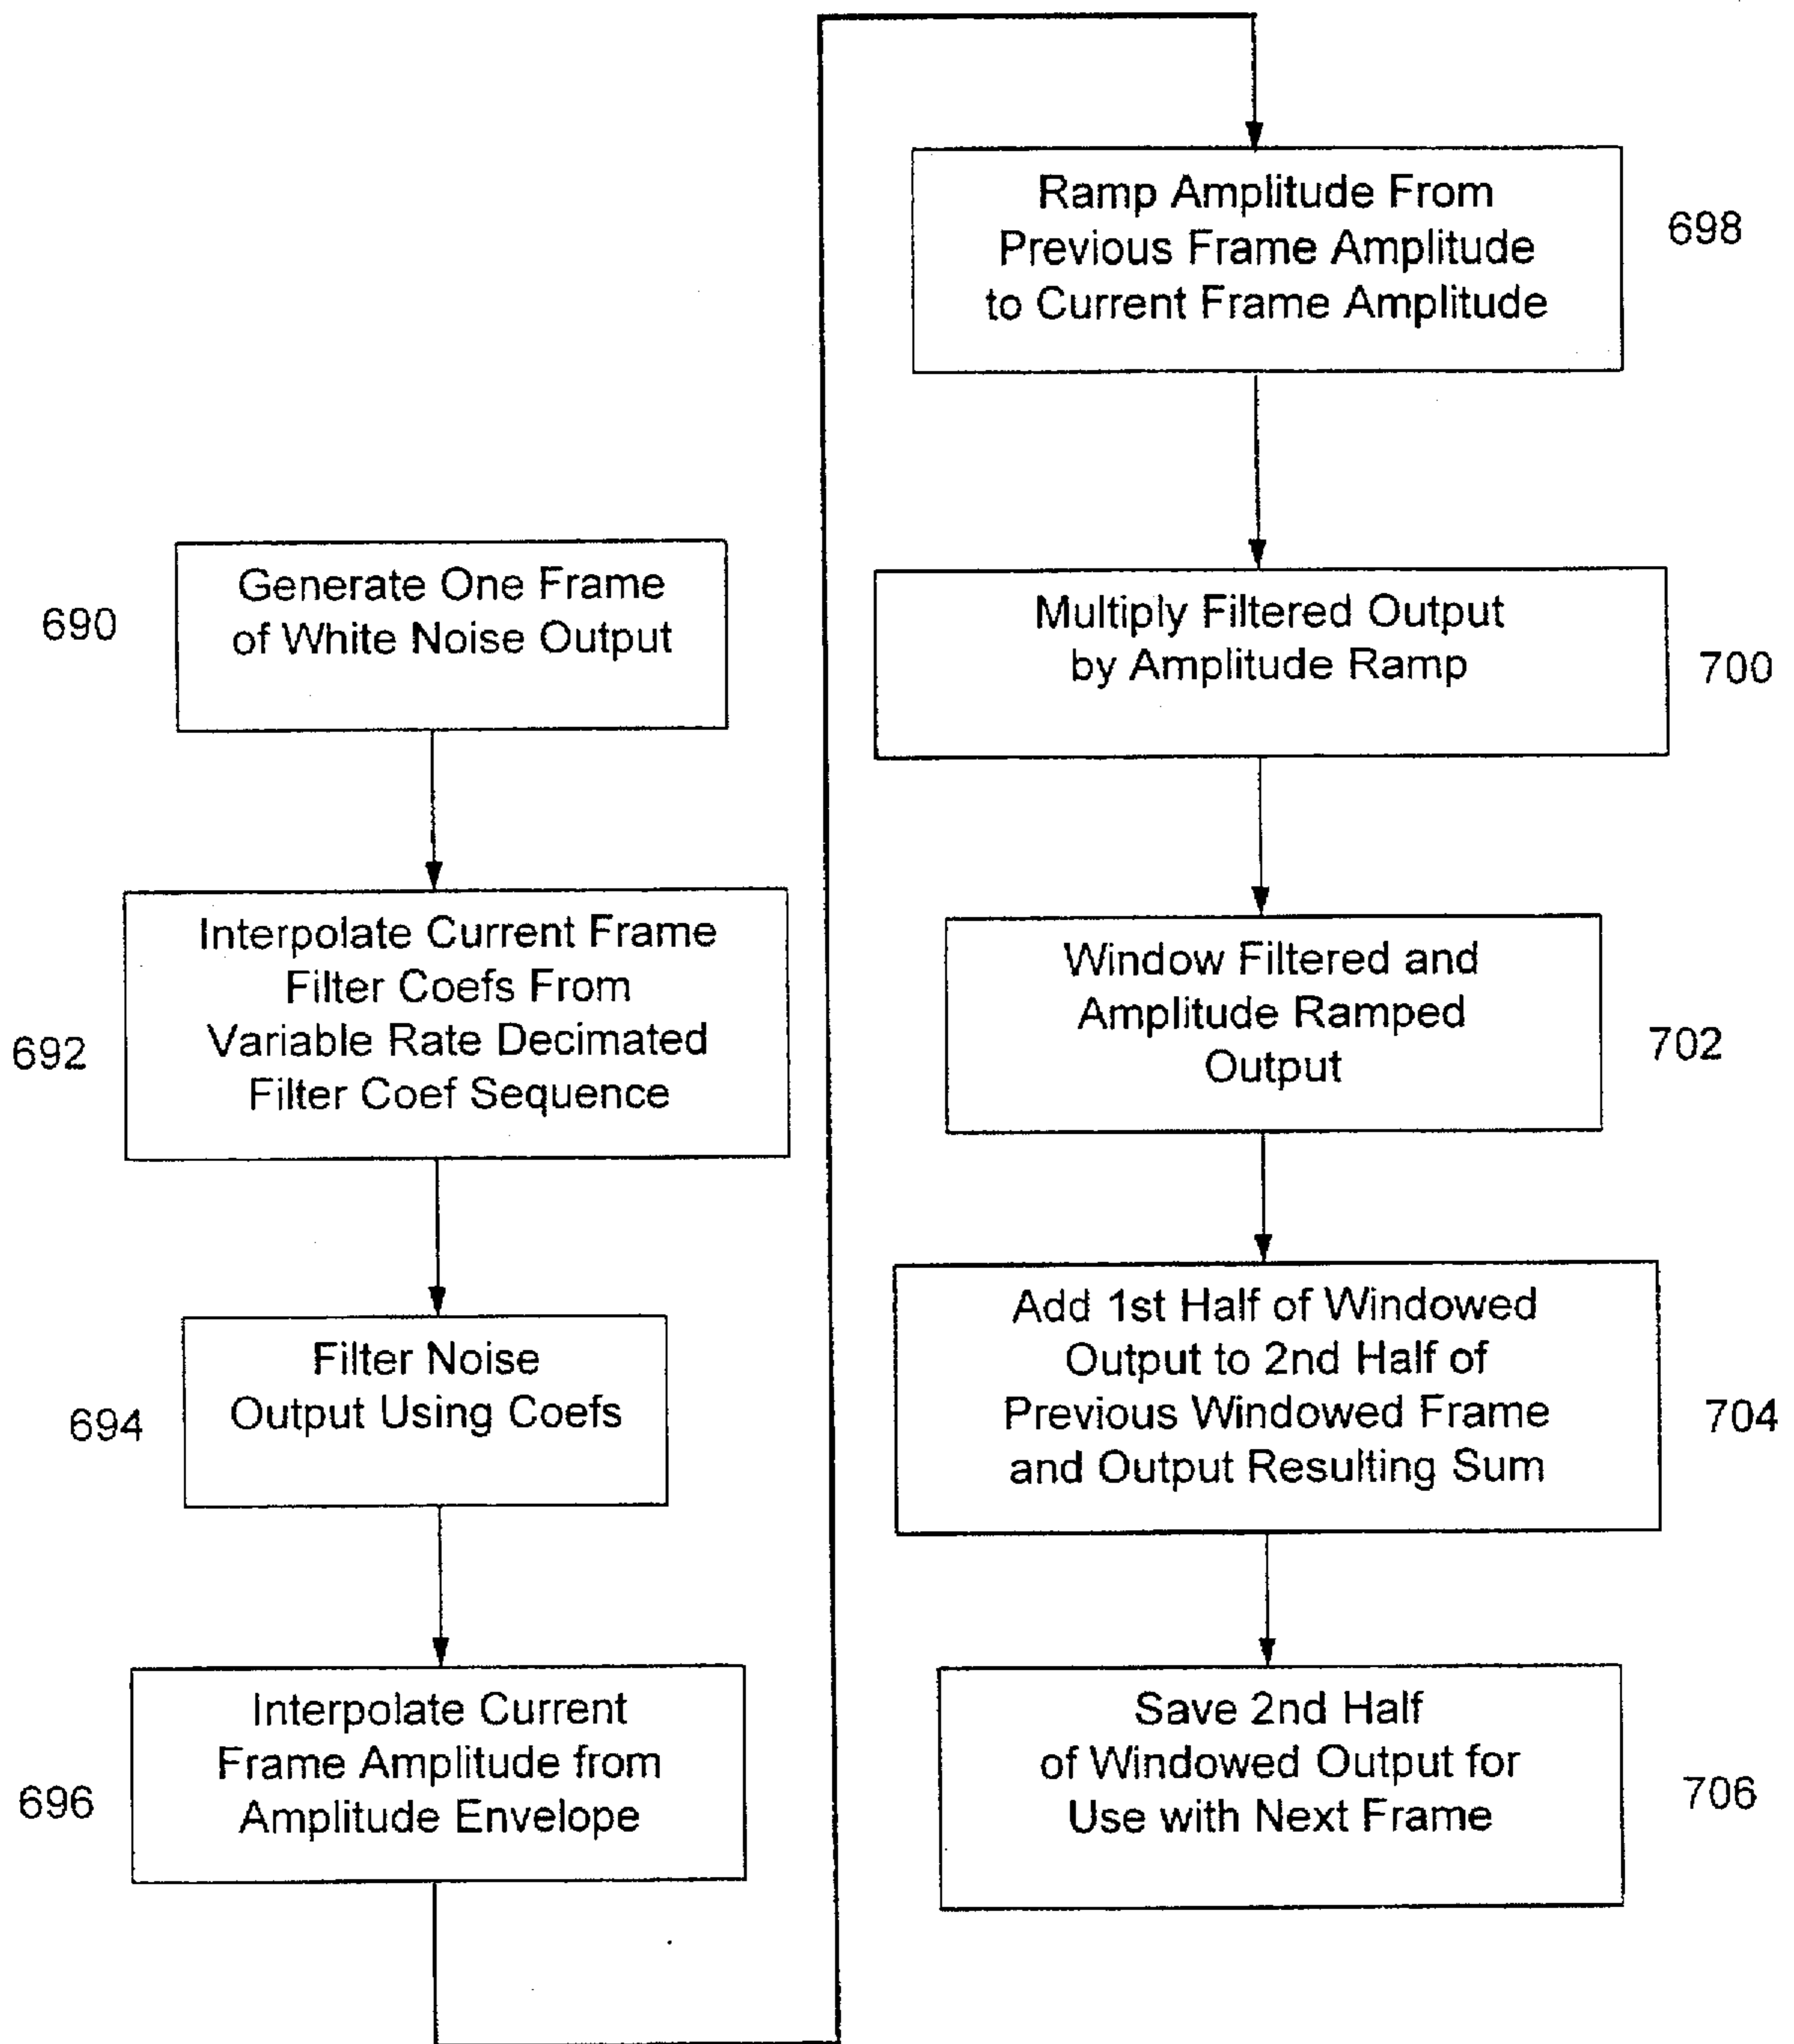 690
Generate One Frame
of White Noise Output
692
Interpolate Current Frame
Filter Coefs From
Variable Rate Decimated
Filter Coef Sequence
694
Filter Noise
Output Using Coefs
696
Interpolate Current
Frame Amplitude from
Amplitude Envelope
Ramp Amplitude From
Previous Frame Amplitude
to Current Frame Amplitude
698
Multiply Filtered Output
by Amplitude Ramp
700
Window Filtered and
Amplitude Ramped
Output
702
Add 1st Half of Windowed
Output to 2nd Half of
Previous Windowed Frame
and Output Resulting Sum
704
Save 2nd Half
of Windowed Output for
Use with Next Frame
706